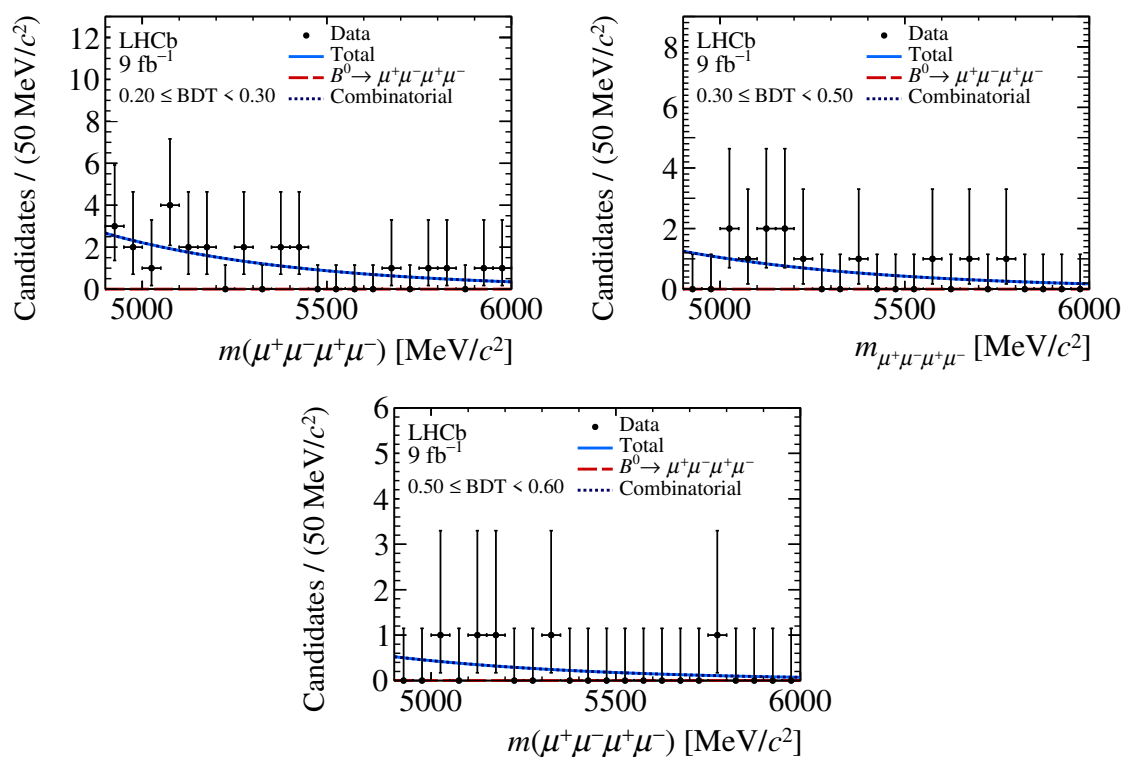 Candidates / (50 MeV/c²)
12
10
8
6
4
2
0
LHCb
9 fb⁻¹
0.20 ≤ BDT < 0.30
Data
Total
B⁰→ μ⁺μ⁻μ⁺μ⁻
Combinatorial
5000 5500 6000
m(μ⁺μ⁻μ⁺μ⁻) [MeV/c²]
Candidates / (50 MeV/c²)
8
6
4
2
0
LHCb
9 fb⁻¹
0.30 ≤ BDT < 0.50
Data
Total
B⁰→ μ⁺μ⁻μ⁺μ⁻
Combinatorial
5000 5500 6000
m_μ⁺μ⁻μ⁺μ⁻ [MeV/c²]
Candidates / (50 MeV/c²)
6
5
4
3
2
1
0
LHCb
9 fb⁻¹
0.50 ≤ BDT < 0.60
Data
Total
B⁰→ μ⁺μ⁻μ⁺μ⁻
Combinatorial
5000 5500 6000
m(μ⁺μ⁻μ⁺μ⁻) [MeV/c²]